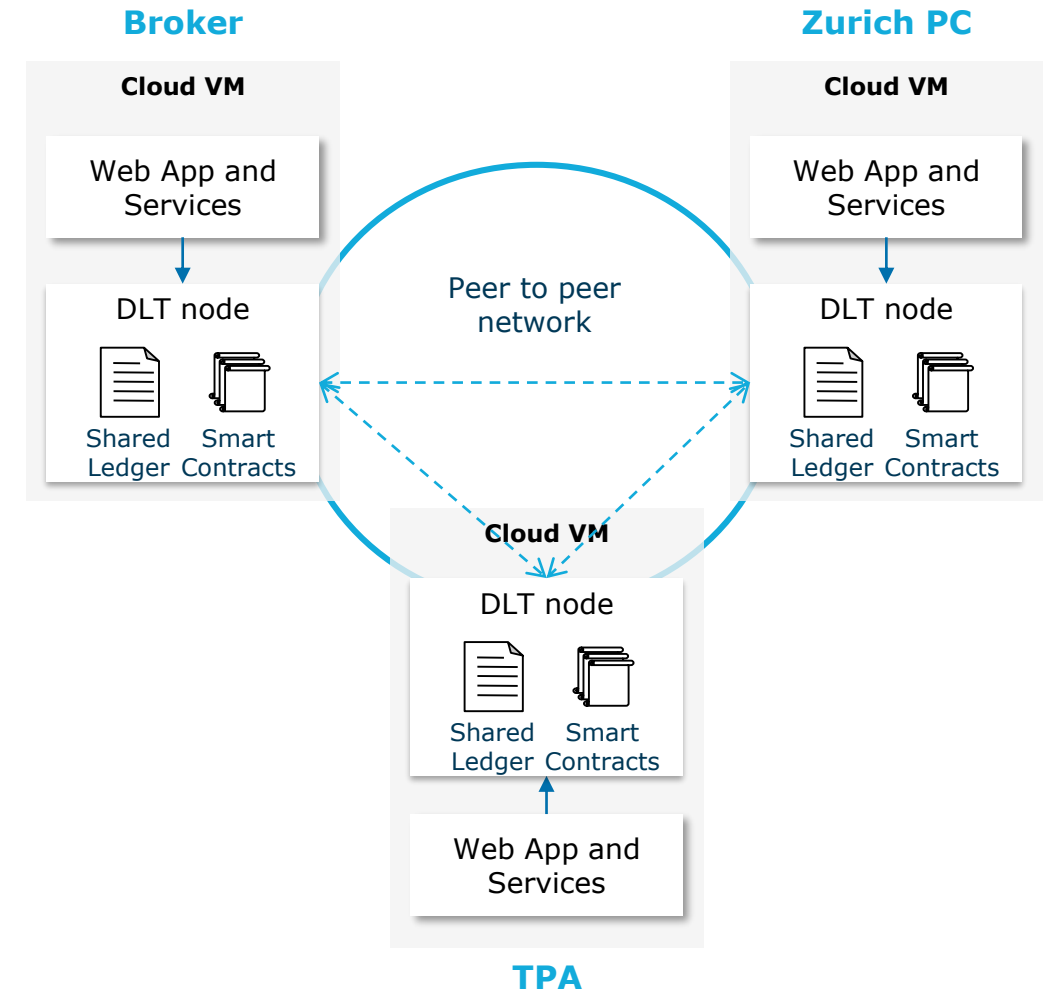 Broker
Cloud VM
Web App and
Services
DLT node
Shared
Ledger
Smart
Contracts
Zurich PC
Cloud VM
Web App and
Services
DLT node
Shared
Ledger
Smart
Contracts
Peer to peer
network
Cloud VM
DLT node
Shared
Ledger
Smart
Contracts
Web App and
Services
TPA